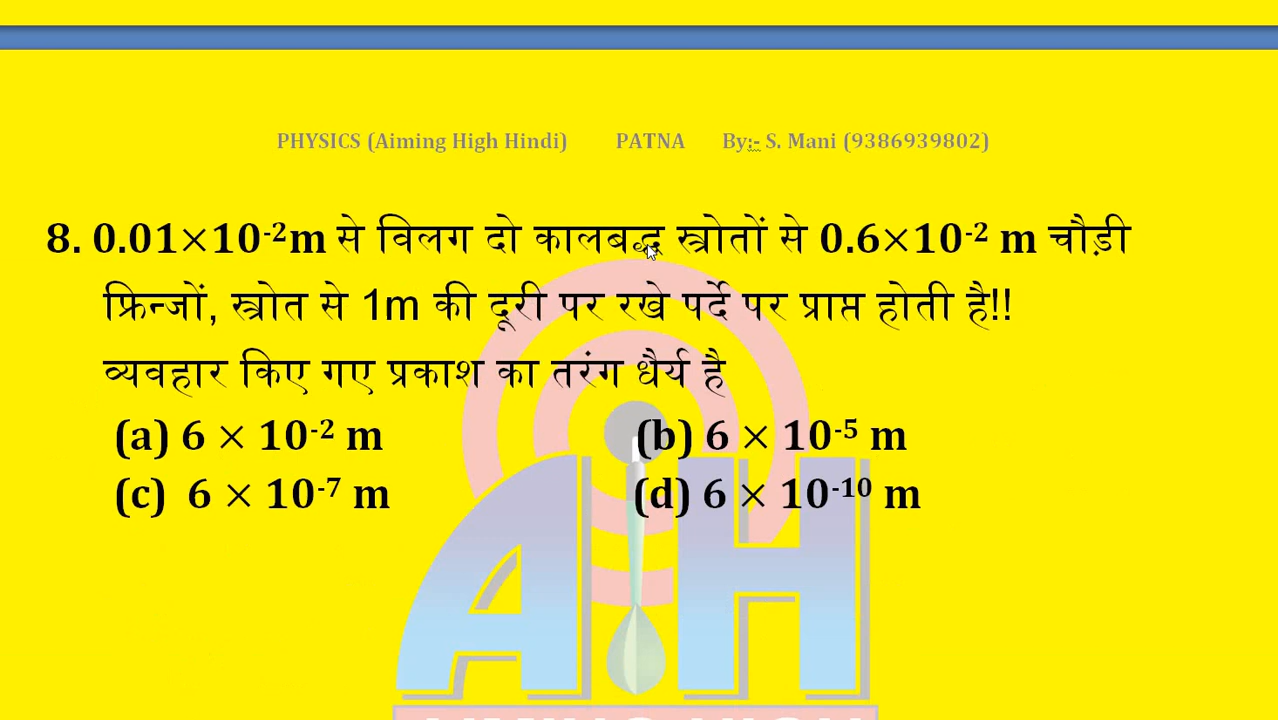 PHYSICS (Aiming High Hindi) PATNA By:- S. Mani (9386939802)
8. 0.01×10⁻²m से विलग दो कालबद्ध स्त्रोतों से 0.6×10⁻² m चौड़ी
फ्रिन्जों, स्त्रोत से 1m की दूरी पर रखे पर्दे पर प्राप्त होती है!!
व्यवहार किए गए प्रकाश का तरंग धैर्य है
(a) 6 × 10⁻² m (b) 6 × 10⁻⁵ m
(c) 6 × 10⁻⁷ m (d) 6 × 10⁻¹⁰ m
AH